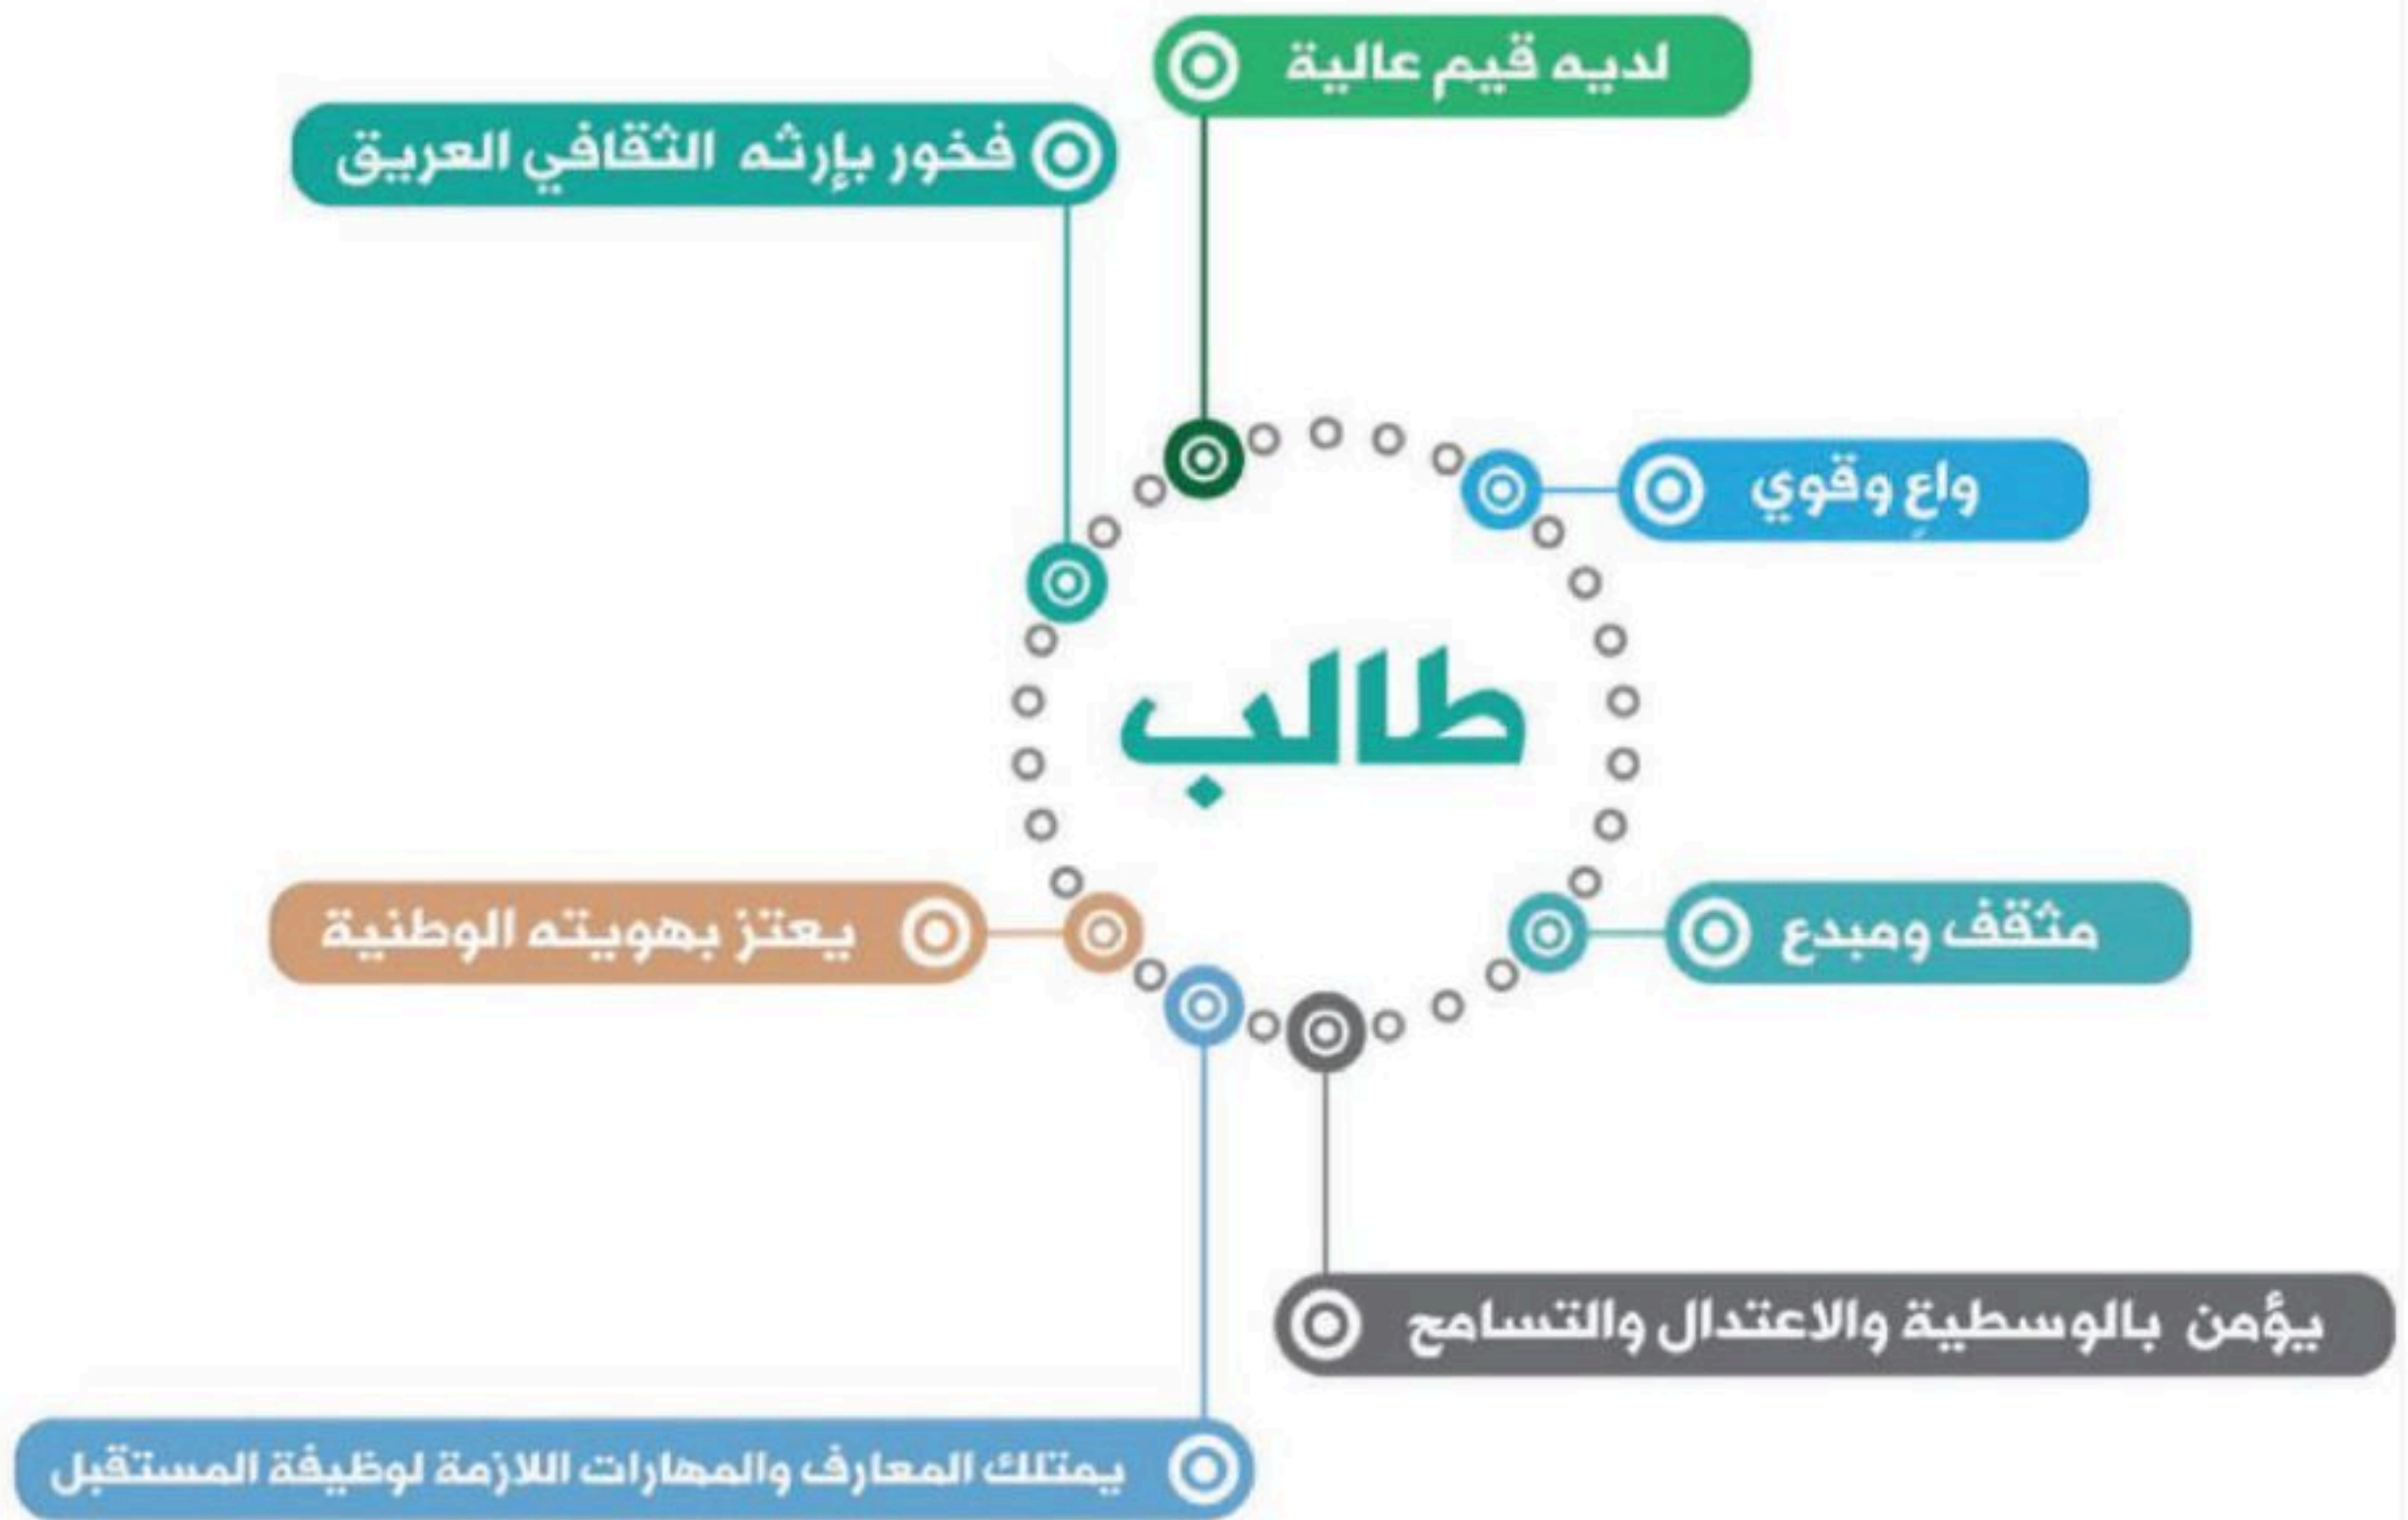 لديه قيم عالية
فخور بإرثه الثقافي العريق
واعٍ وقوي
طالب
مثقف ومبدع
يعتز بهويته الوطنية
يؤمن بالوسطية والاعتدال والتسامح
يمتلك المعارف والمهارات اللازمة لوظيفة المستقبل